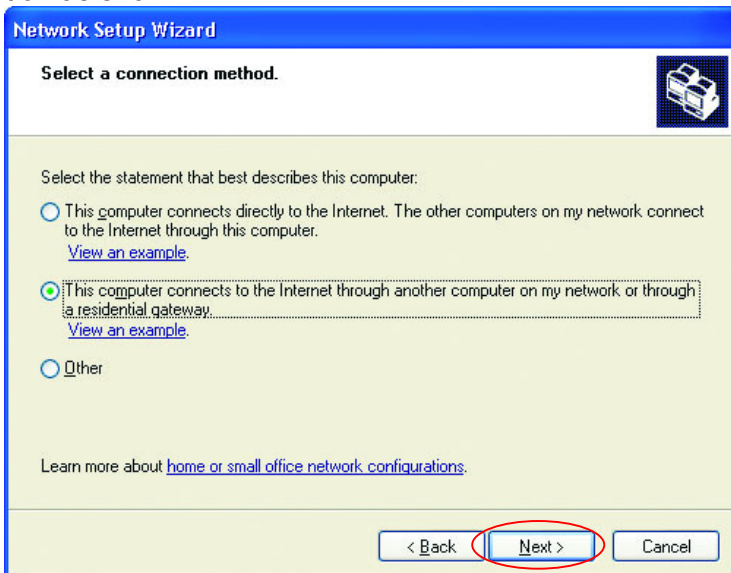 Network Setup Wizard
Select a connection method.
Select the statement that best describes this computer:
This computer connects directly to the Internet. The other computers on my network connect
to the Internet through this computer.
View an example.
This computer connects to the Internet through another computer on my network or through
a residential gateway.
View an example.
Other
Learn more about home or small office network configurations.
< Back Next > Cancel